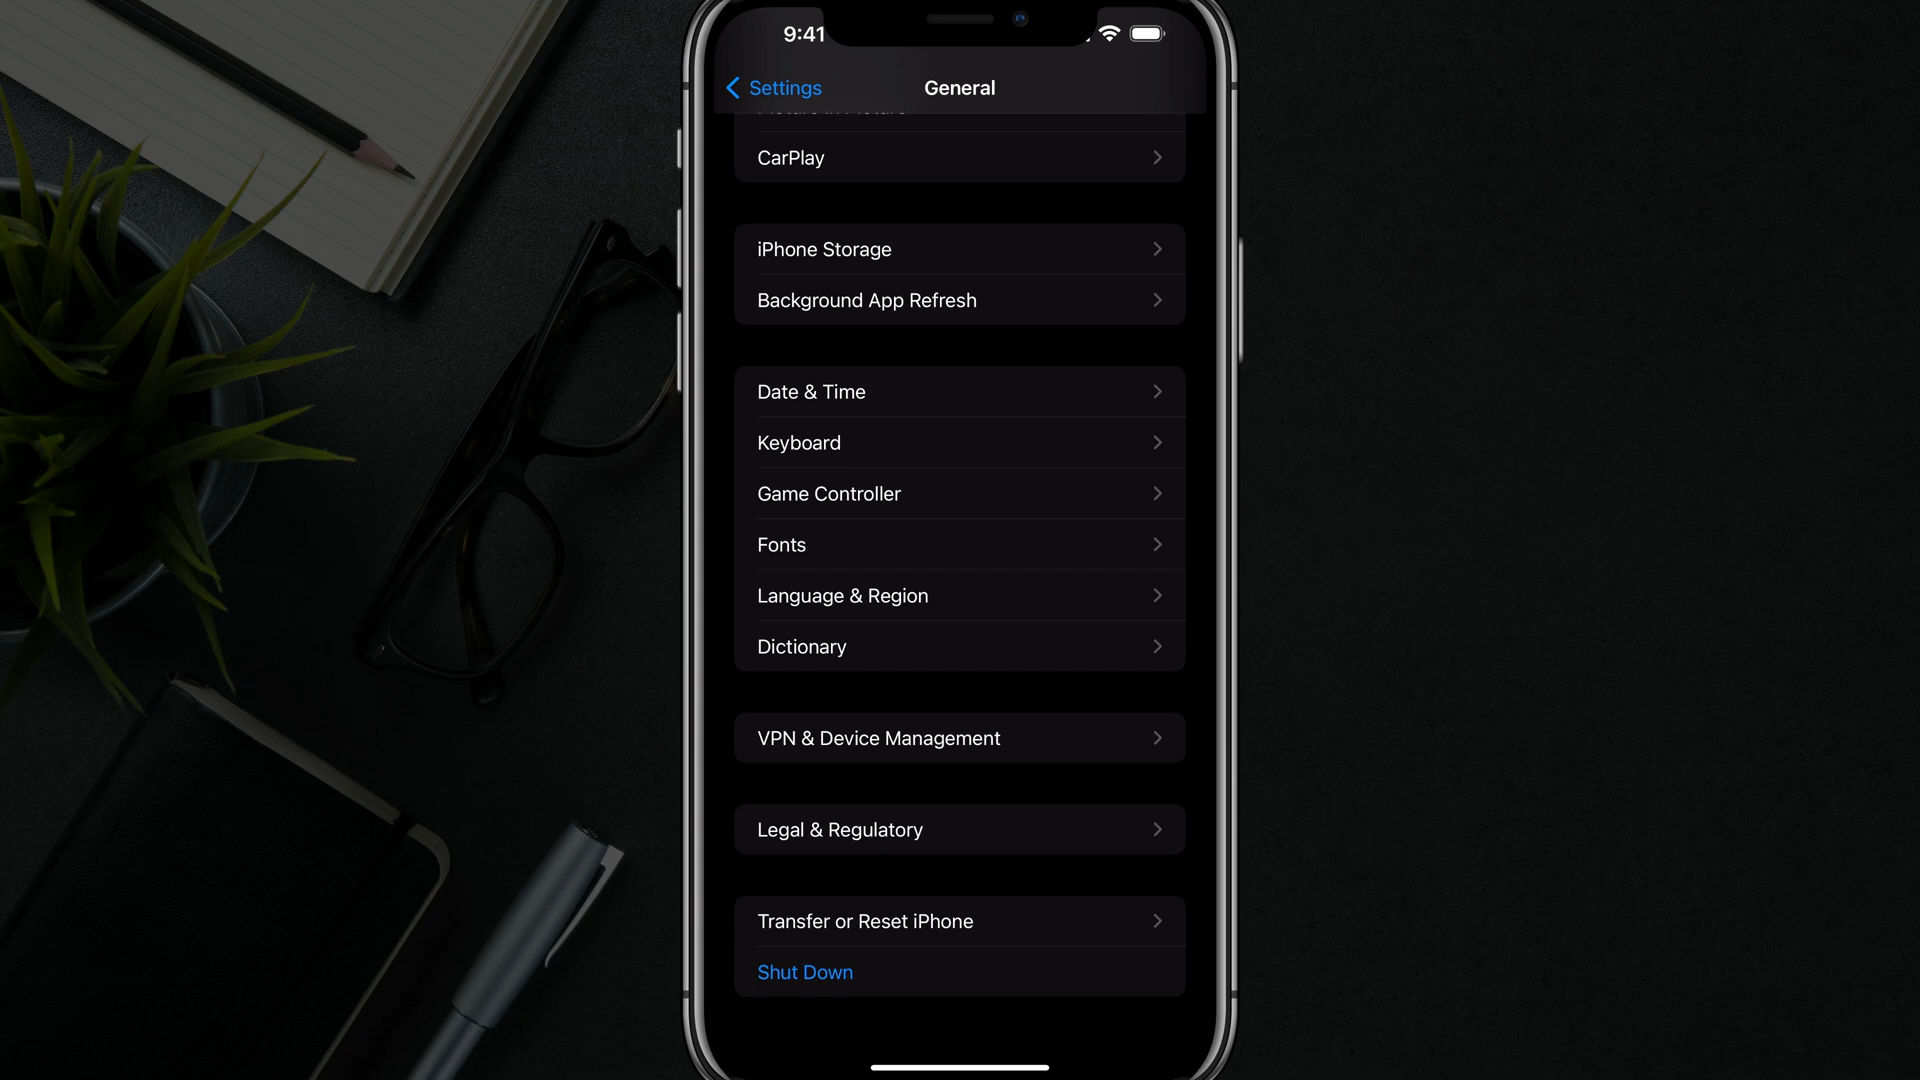 9:41
Settings
General
CarPlay
iPhone Storage
Background App Refresh
Date & Time
Keyboard
Game Controller
Fonts
Language & Region
Dictionary
VPN & Device Management
Legal & Regulatory
Transfer or Reset iPhone
Shut Down